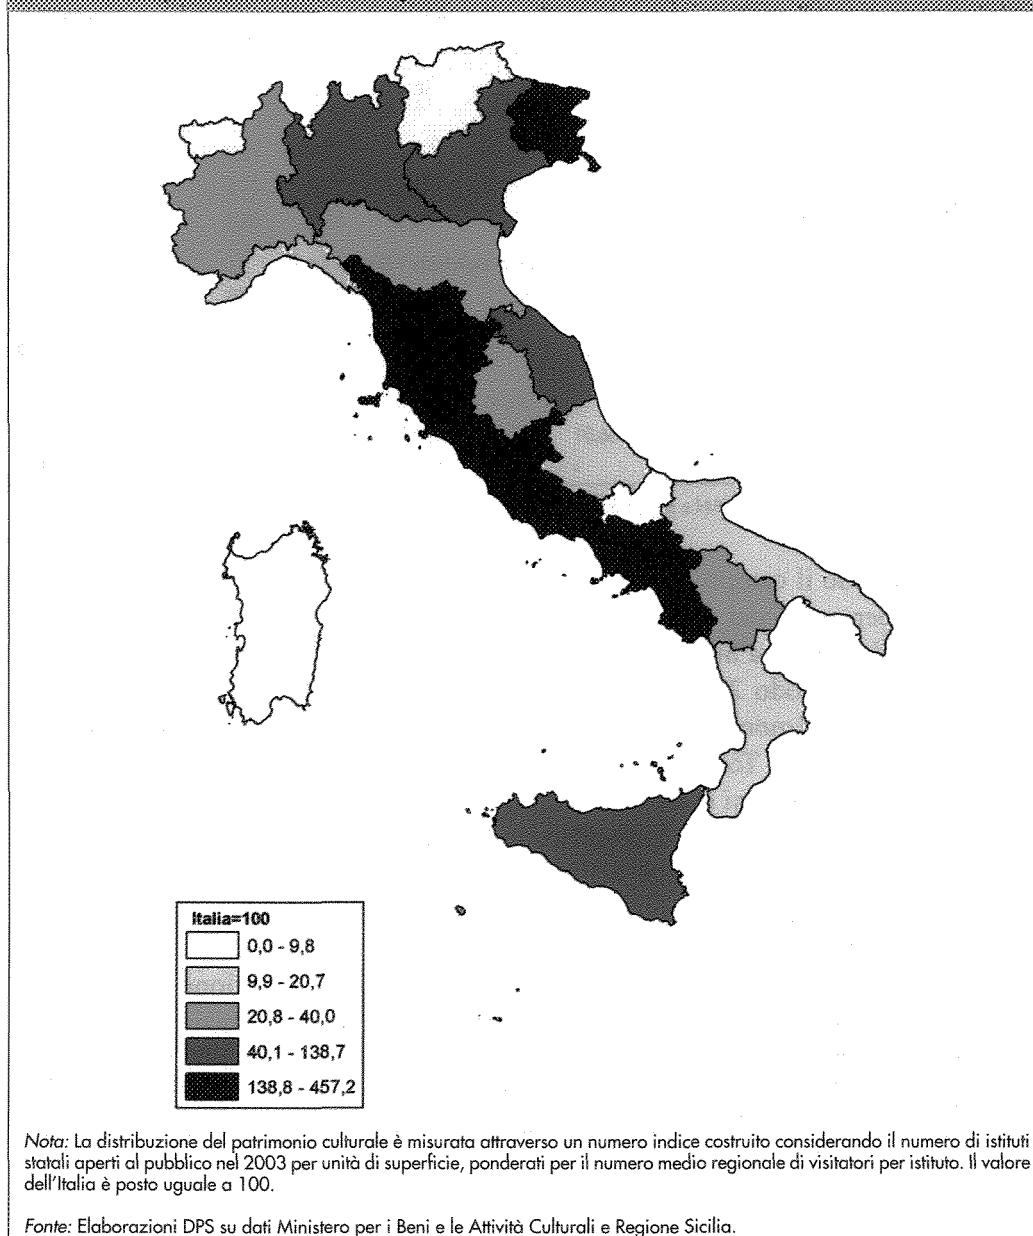 Italia=100
0,0 - 9,8
9,9 - 20,7
20,8 - 40,0
40,1 - 138,7
138,8 - 457,2
Nota: La distribuzione del patrimonio culturale è misurata attraverso un numero indice costruito considerando il numero di istituti
statali aperti al pubblico nel 2003 per unità di superficie, ponderati per il numero medio regionale di visitatori per istituto. Il valore
dell'Italia è posto uguale a 100.
Fonte: Elaborazioni DPS su dati Ministero per i Beni e le Attività Culturali e Regione Sicilia.